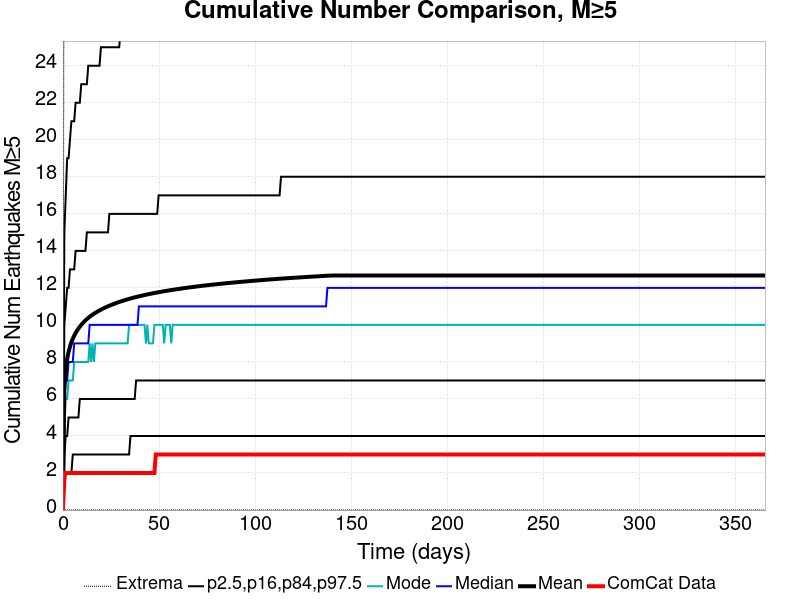 Cumulative Number Comparison, M≥5
Cumulative Num Earthquakes M≥5
24
22
20
18
16
14
12
10
8
6
4
2
0
0 50 100 150 200 250 300 350
Time (days)
Extrema p2.5,p16,p84,p97.5 Mode Median Mean ComCat Data